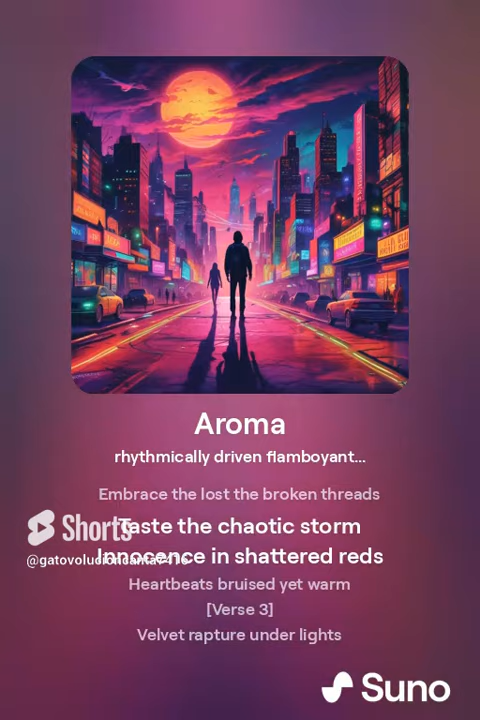 Aroma
rhythmically driven flamboyant...
Embrace the lost the broken threads
Taste the chaotic storm
Shorts
Innocence in shattered reds
Heartbeats bruised yet warm
[Verse 3]
Velvet rapture under lights
Suno